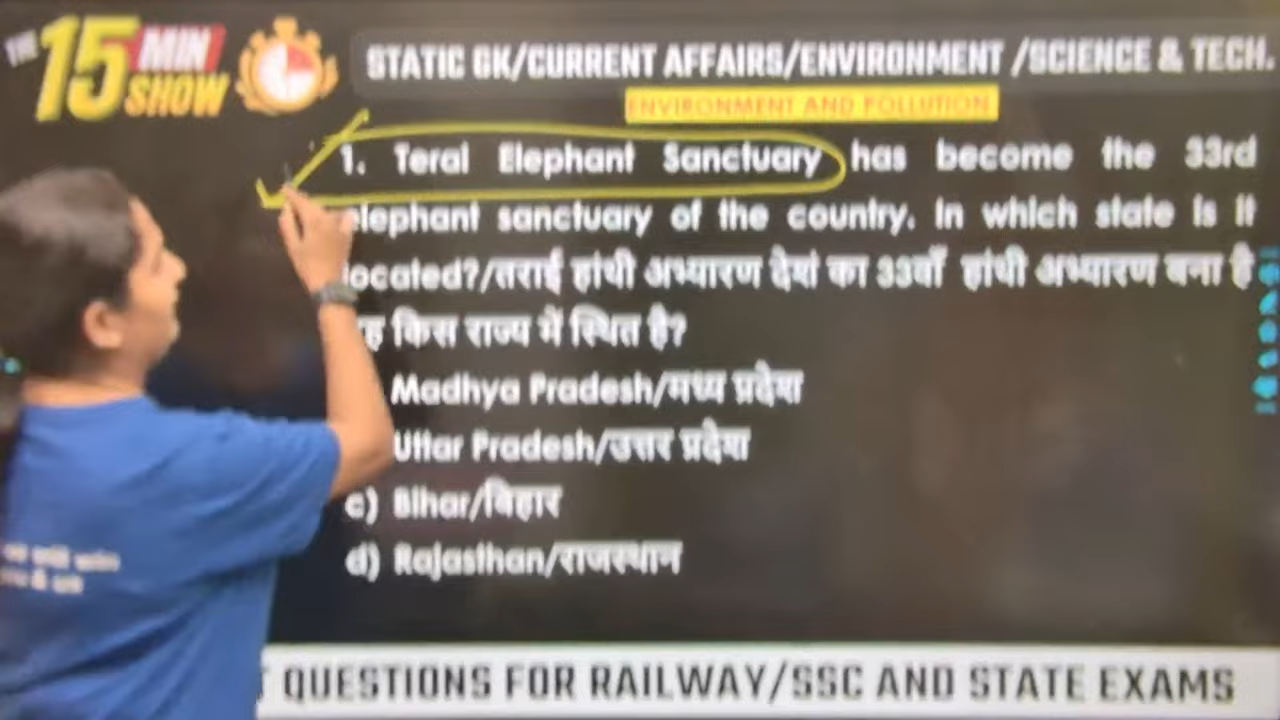 THE 15 MIN SHOW
STATIC GK/CURRENT AFFAIRS/ENVIRONMENT /SCIENCE & TECH.
ENVIRONMENT AND POLLUTION
1. Terai Elephant Sanctuary has become the 33rd
elephant sanctuary of the country. In which state is it
located?/तराई हांथी अभ्यारण देश का 33वाँ हांथी अभ्यारण बना है
किस राज्य में स्थित है?
Madhya Pradesh/मध्य प्रदेश
Uttar Pradesh/उत्तर प्रदेश
c) Bihar/बिहार
d) Rajasthan/राजस्थान
QUESTIONS FOR RAILWAY/SSC AND STATE EXAMS